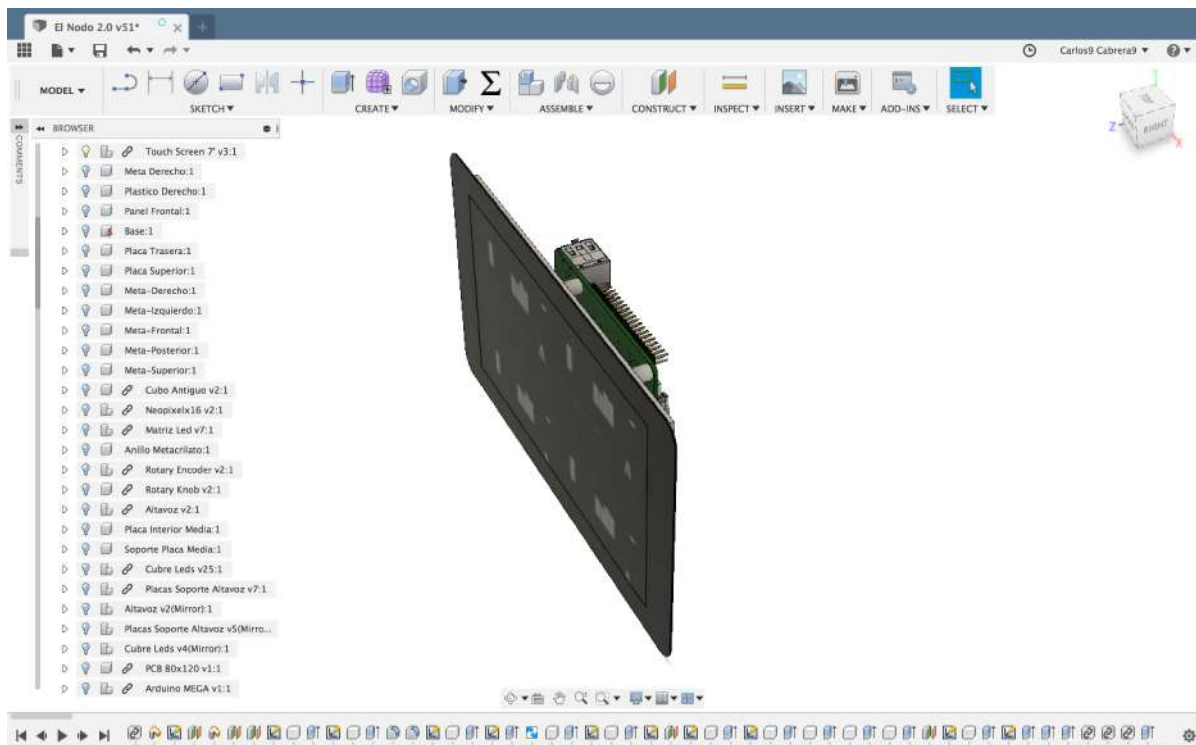 El Nodo 2.0 v51*
Carlos9 Cabrera9
MODEL
SKETCH
CREATE
MODIFY
ASSEMBLE
CONSTRUCT
INSPECT
INSERT
MAKE
ADD-INS
SELECT
RIGHT
Z
X
BROWSER
COMMENTS
Touch Screen 7' v3:1
Meta Derecho:1
Plastico Derecho:1
Panel Frontal:1
Base:1
Placa Trasera:1
Placa Superior:1
Meta-Derecho:1
Meta-Izquierdo:1
Meta-Frontal:1
Meta-Posterior:1
Meta-Superior:1
Cubo Antiguo v2:1
Neopixelx16 v2:1
Matriz Led v7:1
Anillo Metacrilato:1
Rotary Encoder v2:1
Rotary Knob v2:1
Altavoz v2:1
Placa Interior Media:1
Soporte Placa Media:1
Cubre Leds v25:1
Placas Soporte Altavoz v7:1
Altavoz v2(Mirror):1
Placas Soporte Altavoz v5(Mirro...
Cubre Leds v4(Mirror):1
PCB 80x120 v1:1
Arduino MEGA v1:1